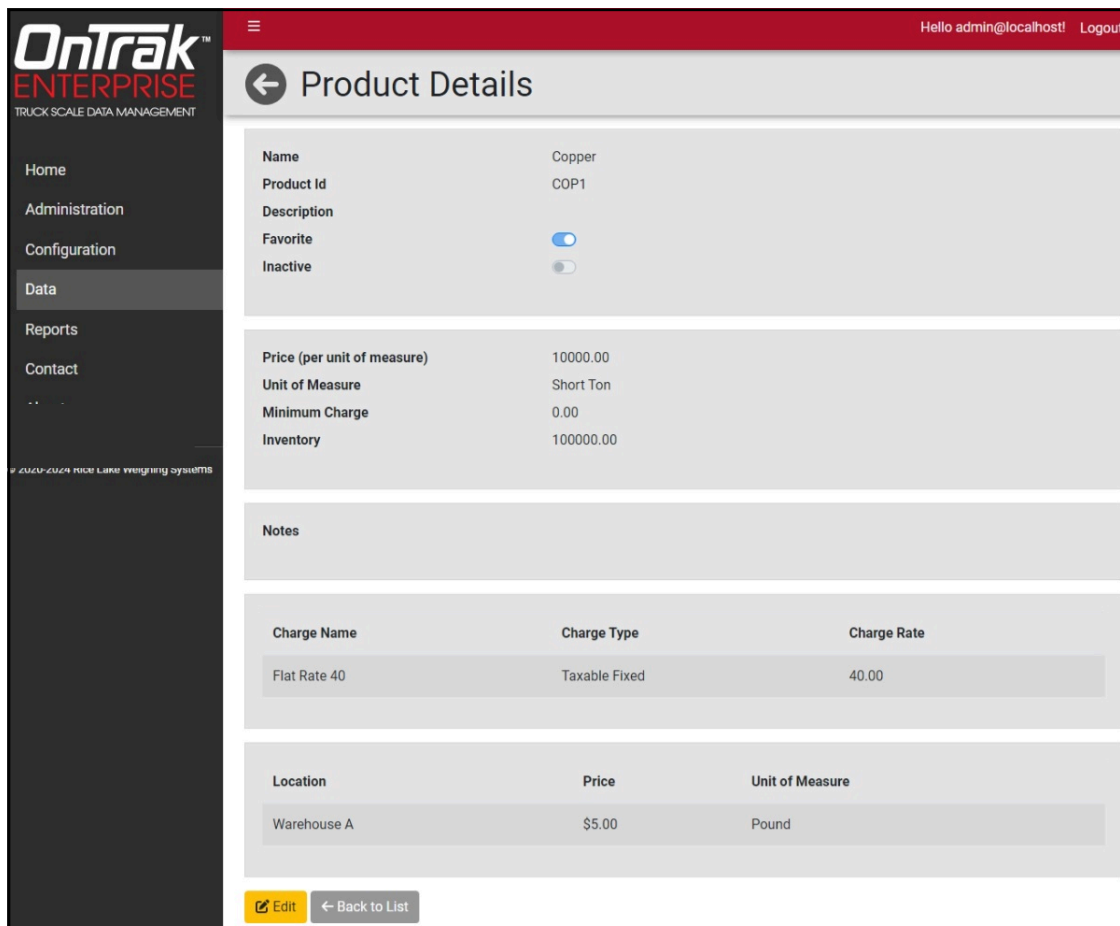 OnTrak™
ENTERPRISE
TRUCK SCALE DATA MANAGEMENT
Hello admin@localhost! Logout
Product Details
Home
Administration
Configuration
Data
Reports
Contact
© 2020-2024 Rice Lake Weighing Systems
Name Copper
Product Id COP1
Description
Favorite
Inactive
Price (per unit of measure) 10000.00
Unit of Measure Short Ton
Minimum Charge 0.00
Inventory 100000.00
Notes
Charge Name Charge Type Charge Rate
Flat Rate 40 Taxable Fixed 40.00
Location Price Unit of Measure
Warehouse A $5.00 Pound
Edit ← Back to List